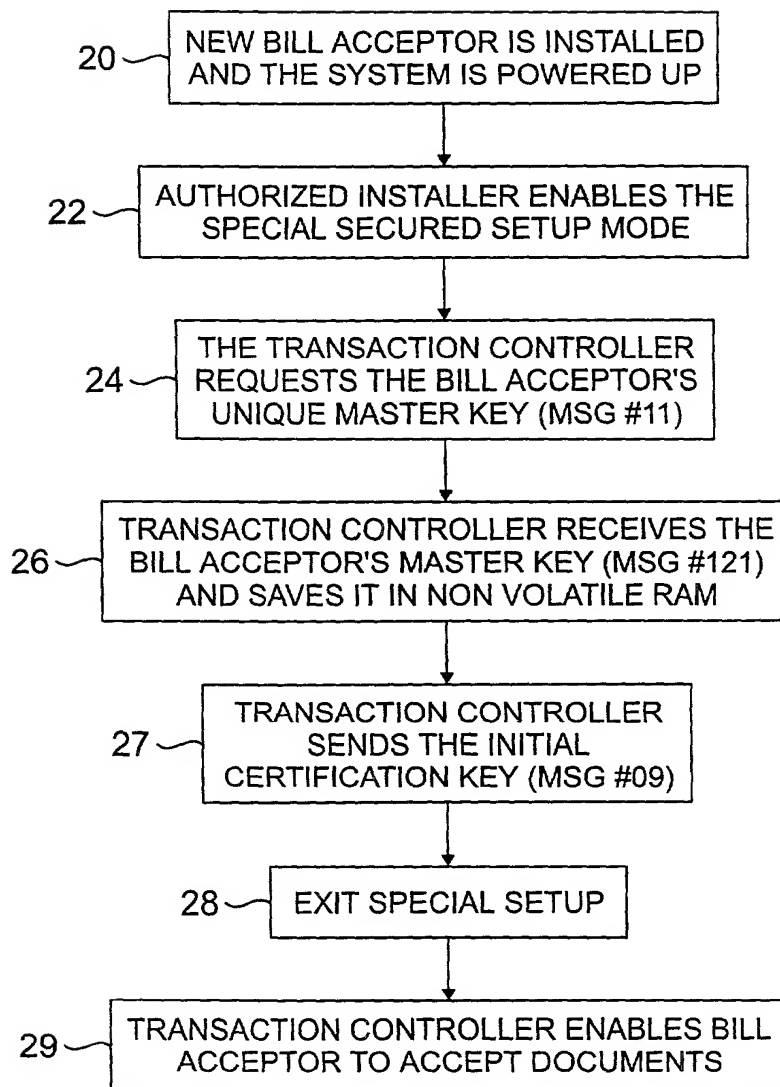 20
NEW BILL ACCEPTOR IS INSTALLED
AND THE SYSTEM IS POWERED UP
22
AUTHORIZED INSTALLER ENABLES THE
SPECIAL SECURED SETUP MODE
24
THE TRANSACTION CONTROLLER
REQUESTS THE BILL ACCEPTOR'S
UNIQUE MASTER KEY (MSG #11)
26
TRANSACTION CONTROLLER RECEIVES THE
BILL ACCEPTOR'S MASTER KEY (MSG #121)
AND SAVES IT IN NON VOLATILE RAM
27
TRANSACTION CONTROLLER
SENDS THE INITIAL
CERTIFICATION KEY (MSG #09)
28
EXIT SPECIAL SETUP
29
TRANSACTION CONTROLLER ENABLES BILL
ACCEPTOR TO ACCEPT DOCUMENTS